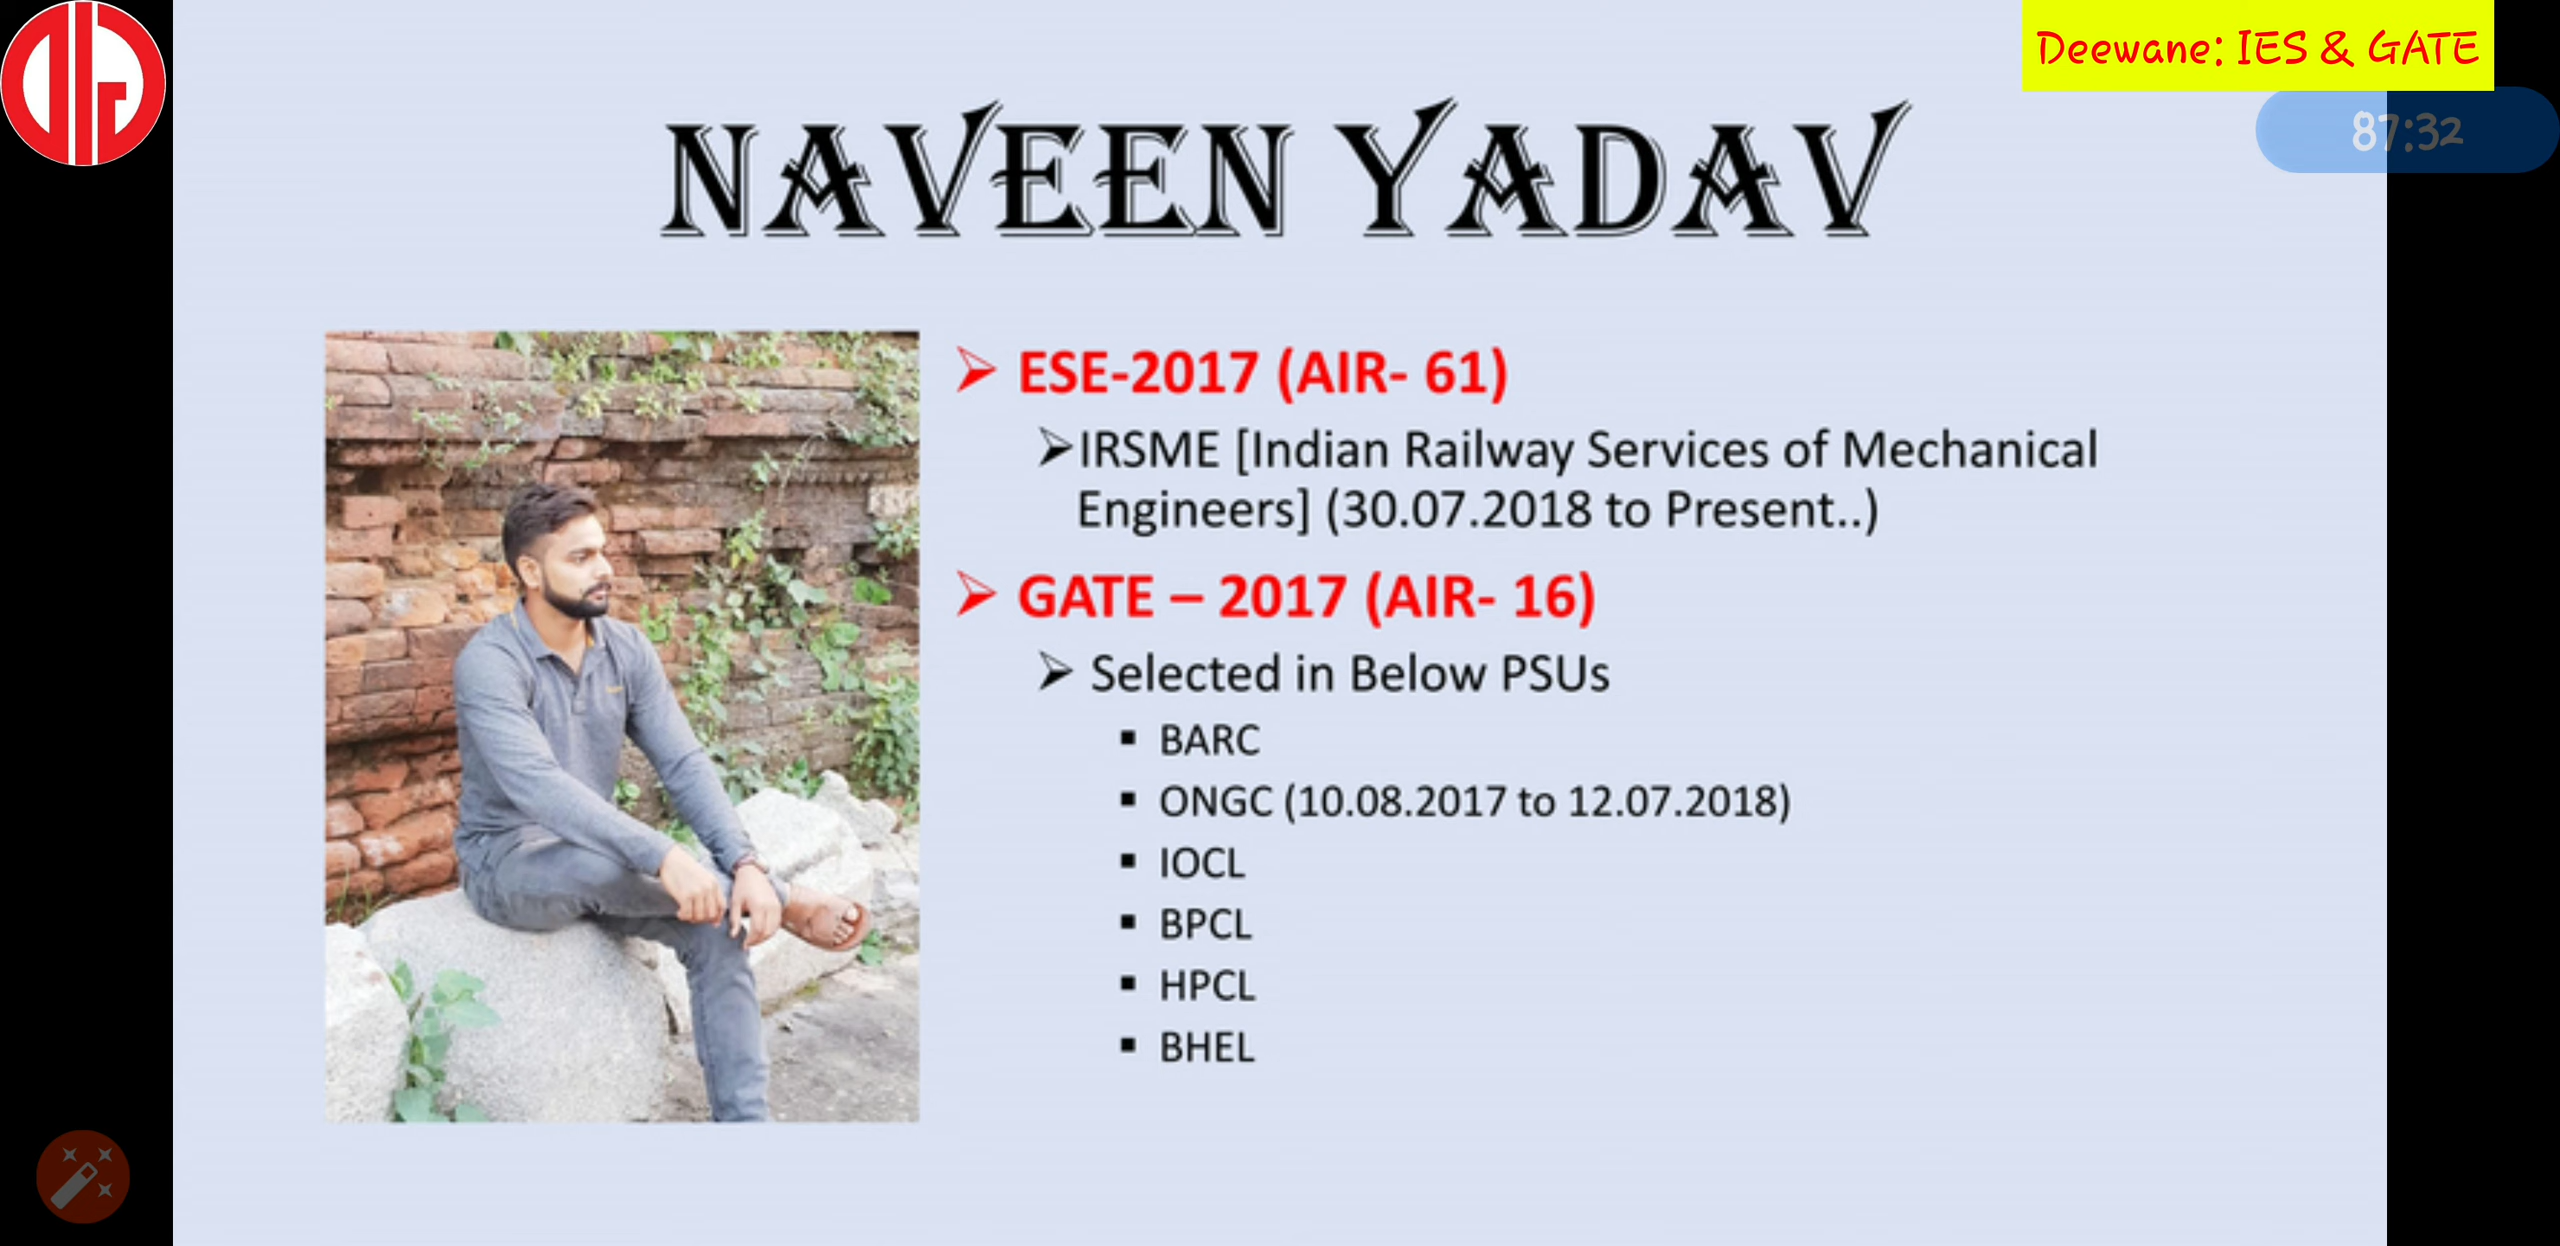 Deewane: IES & GATE
87:32
NAVEEN YADAV
➢ ESE-2017 (AIR- 61)
➢IRSME [Indian Railway Services of Mechanical
Engineers] (30.07.2018 to Present..)
➢ GATE – 2017 (AIR- 16)
➢ Selected in Below PSUs
▪ BARC
▪ ONGC (10.08.2017 to 12.07.2018)
▪ IOCL
▪ BPCL
▪ HPCL
▪ BHEL